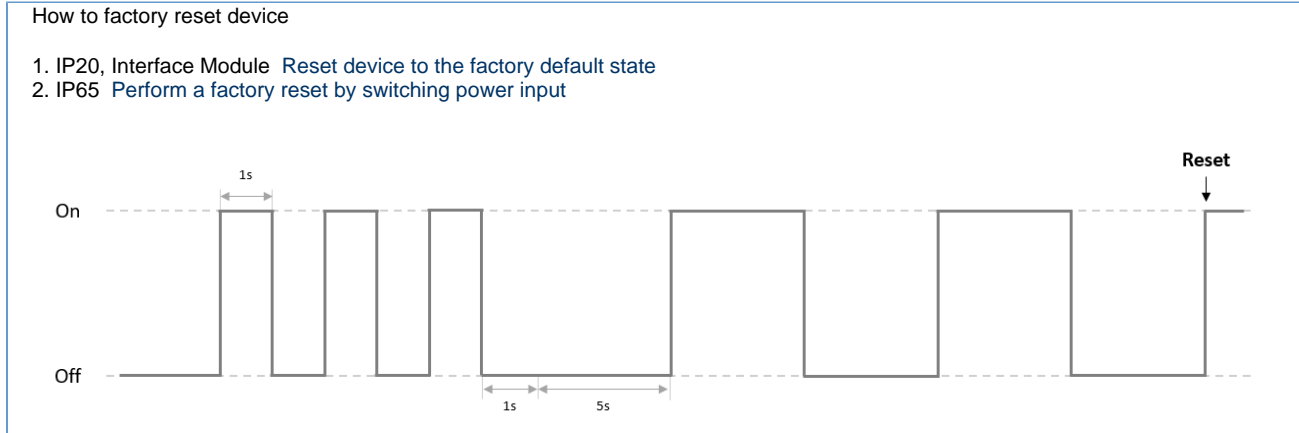 How to factory reset device
1. IP20, Interface Module Reset device to the factory default state
2. IP65 Perform a factory reset by switching power input
Reset
1s
On
Off
1s
5s